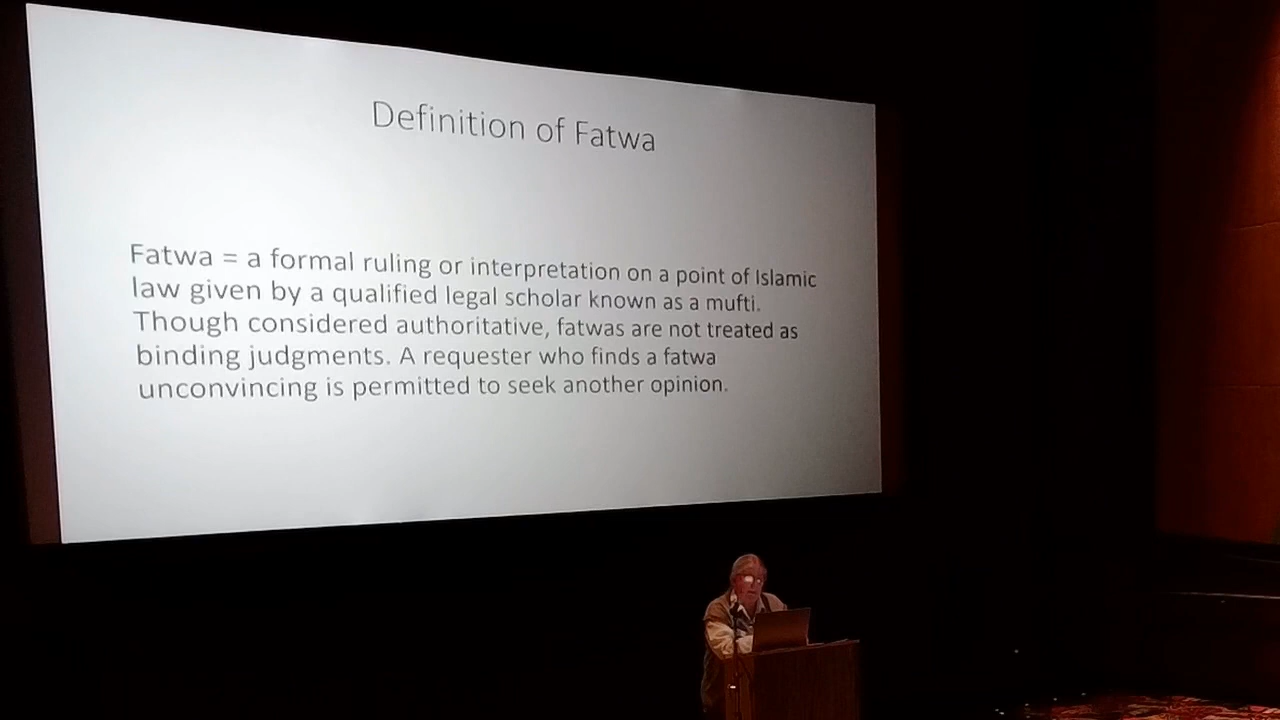 Definition of Fatwa
Fatwa = a formal ruling or interpretation on a point of Islamic
law given by a qualified legal scholar known as a mufti.
Though considered authoritative, fatwas are not treated as
binding judgments. A requester who finds a fatwa
unconvincing is permitted to seek another opinion.